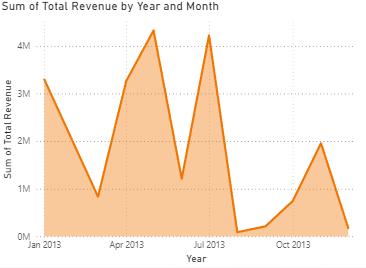 Sum of Total Revenue by Year and Month
4M
3M
2M
1M
0M
Sum of Total Revenue
Jan 2013 Apr 2013 Jul 2013 Oct 2013
Year